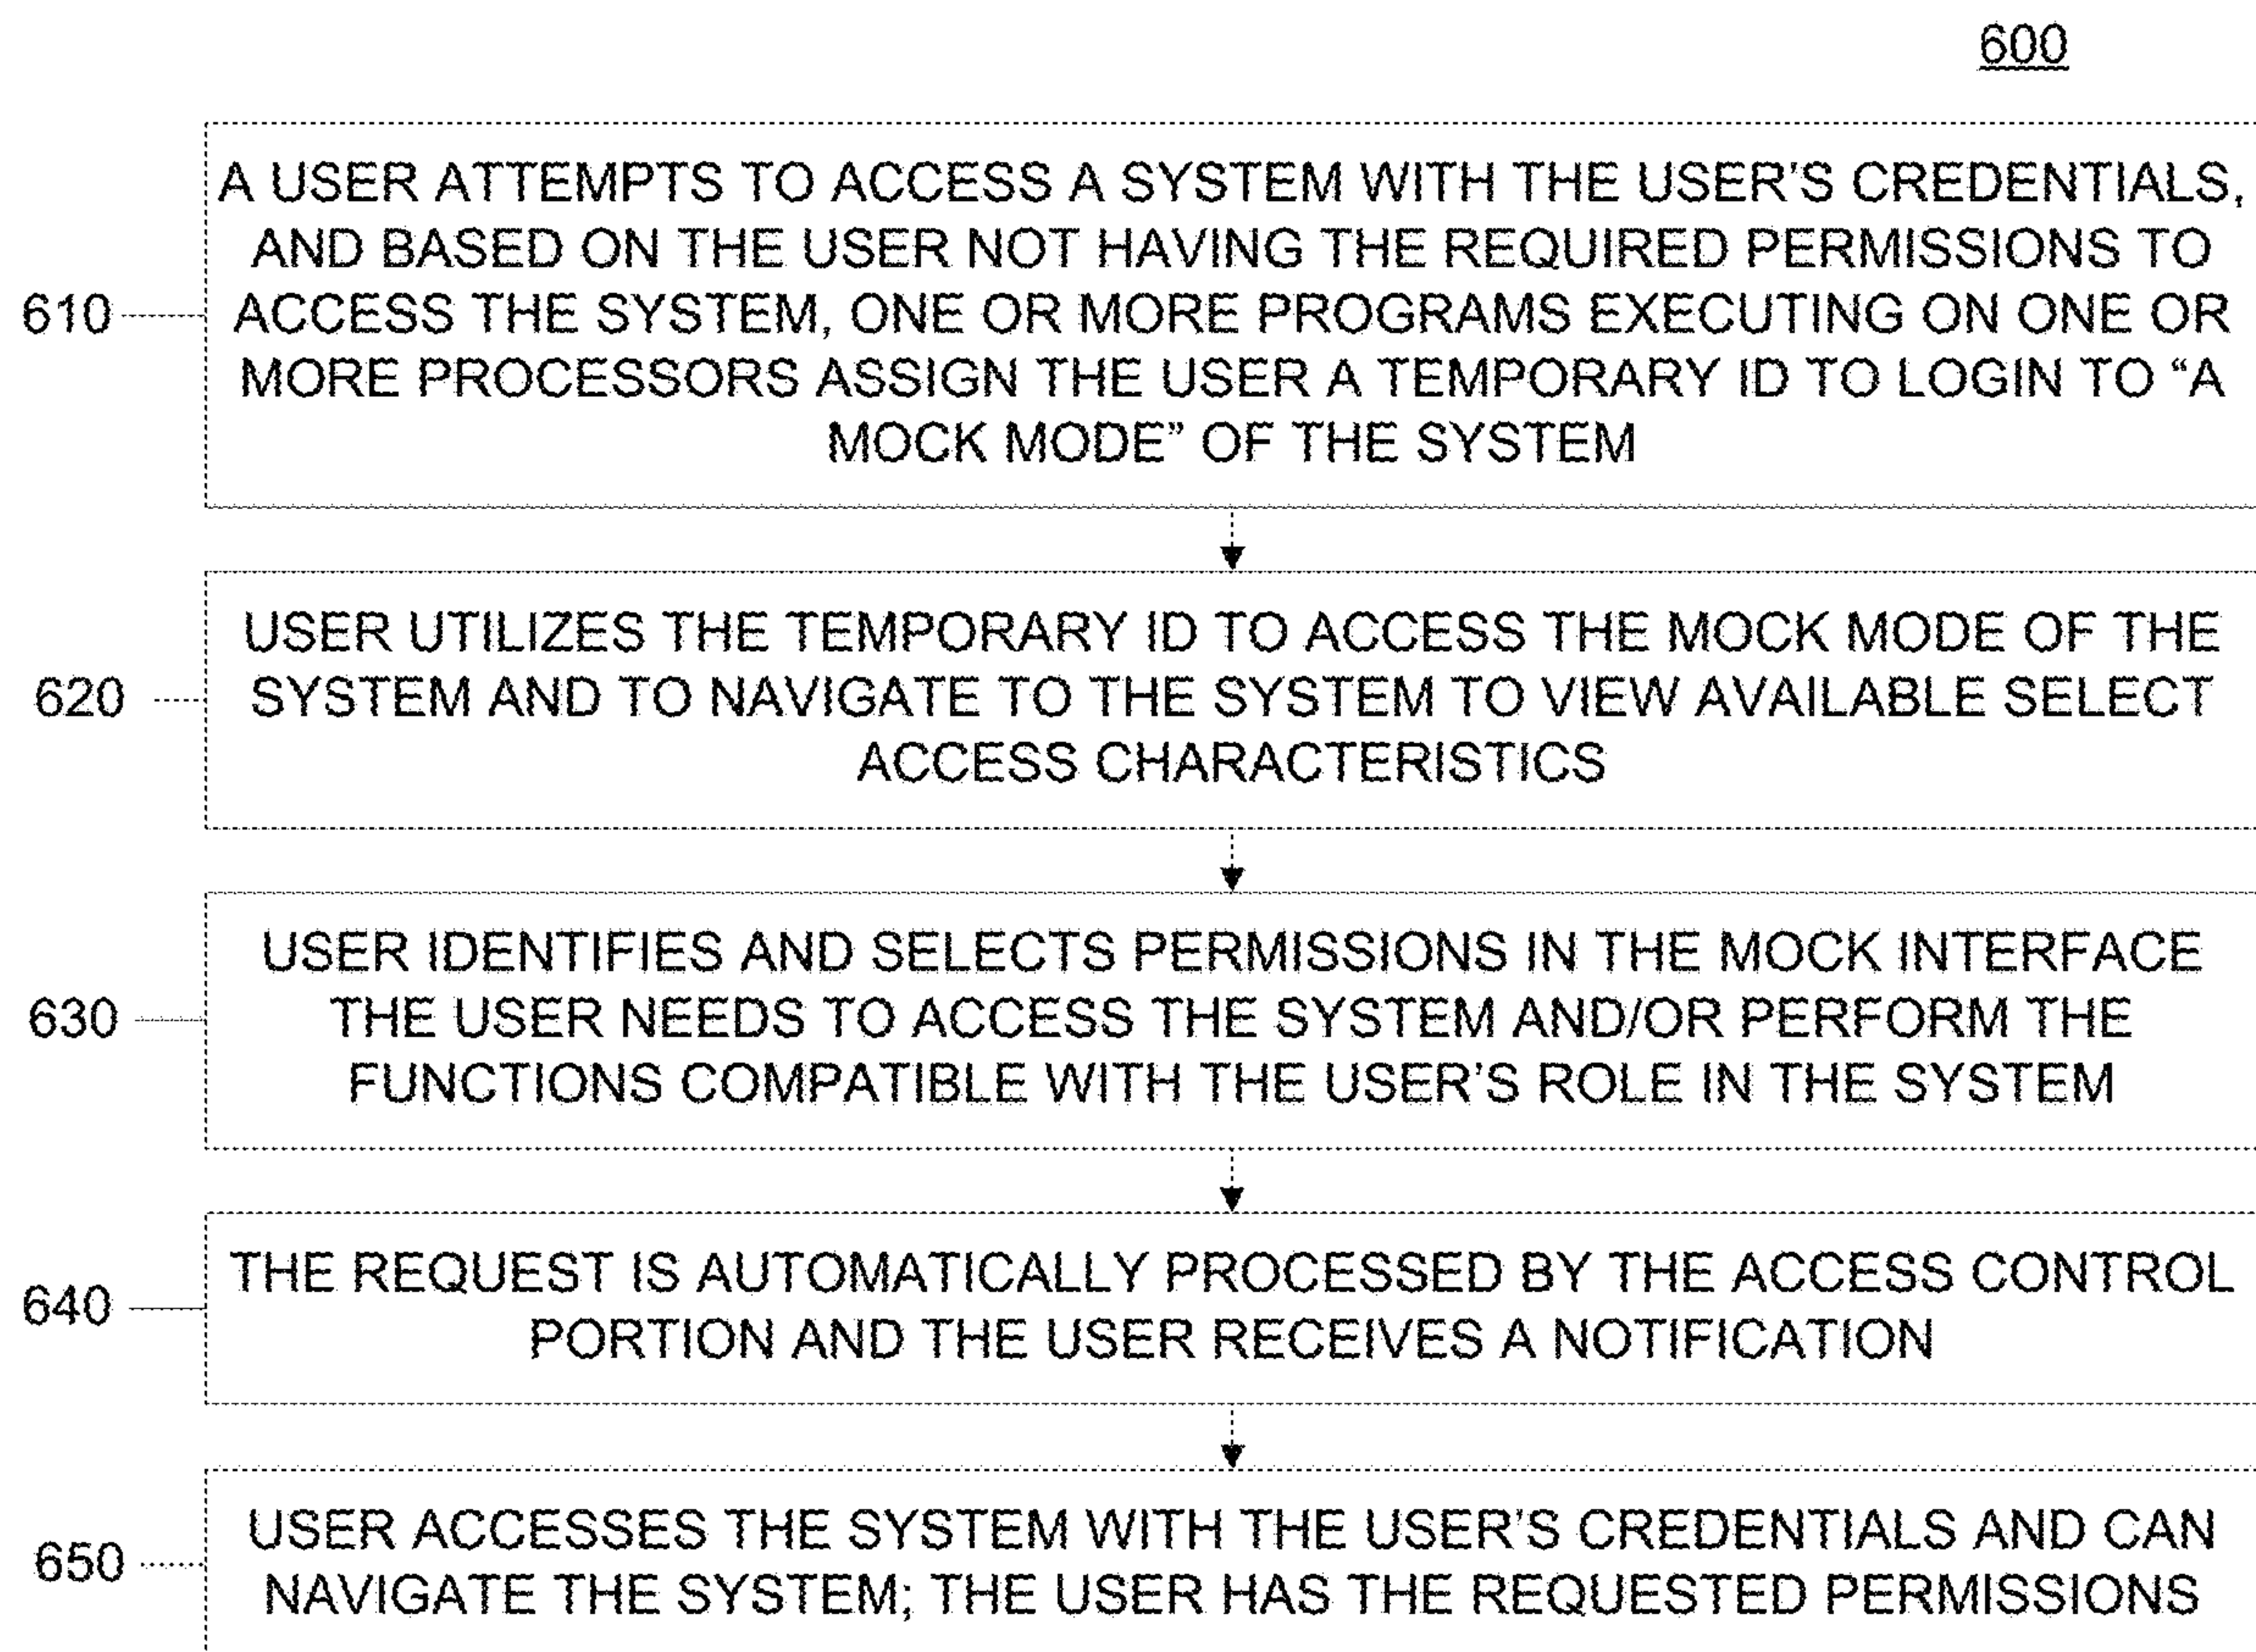 600
A USER ATTEMPTS TO ACCESS A SYSTEM WITH THE USER'S CREDENTIALS,
AND BASED ON THE USER NOT HAVING THE REQUIRED PERMISSIONS TO
610
ACCESS THE SYSTEM, ONE OR MORE PROGRAMS EXECUTING ON ONE OR
MORE PROCESSORS ASSIGN THE USER A TEMPORARY ID TO LOGIN TO “A
MOCK MODE” OF THE SYSTEM
USER UTILIZES THE TEMPORARY ID TO ACCESS THE MOCK MODE OF THE
620
SYSTEM AND TO NAVIGATE TO THE SYSTEM TO VIEW AVAILABLE SELECT
ACCESS CHARACTERISTICS
USER IDENTIFIES AND SELECTS PERMISSIONS IN THE MOCK INTERFACE
630
THE USER NEEDS TO ACCESS THE SYSTEM AND/OR PERFORM THE
FUNCTIONS COMPATIBLE WITH THE USER'S ROLE IN THE SYSTEM
640
THE REQUEST IS AUTOMATICALLY PROCESSED BY THE ACCESS CONTROL
PORTION AND THE USER RECEIVES A NOTIFICATION
650
USER ACCESSES THE SYSTEM WITH THE USER'S CREDENTIALS AND CAN
NAVIGATE THE SYSTEM; THE USER HAS THE REQUESTED PERMISSIONS